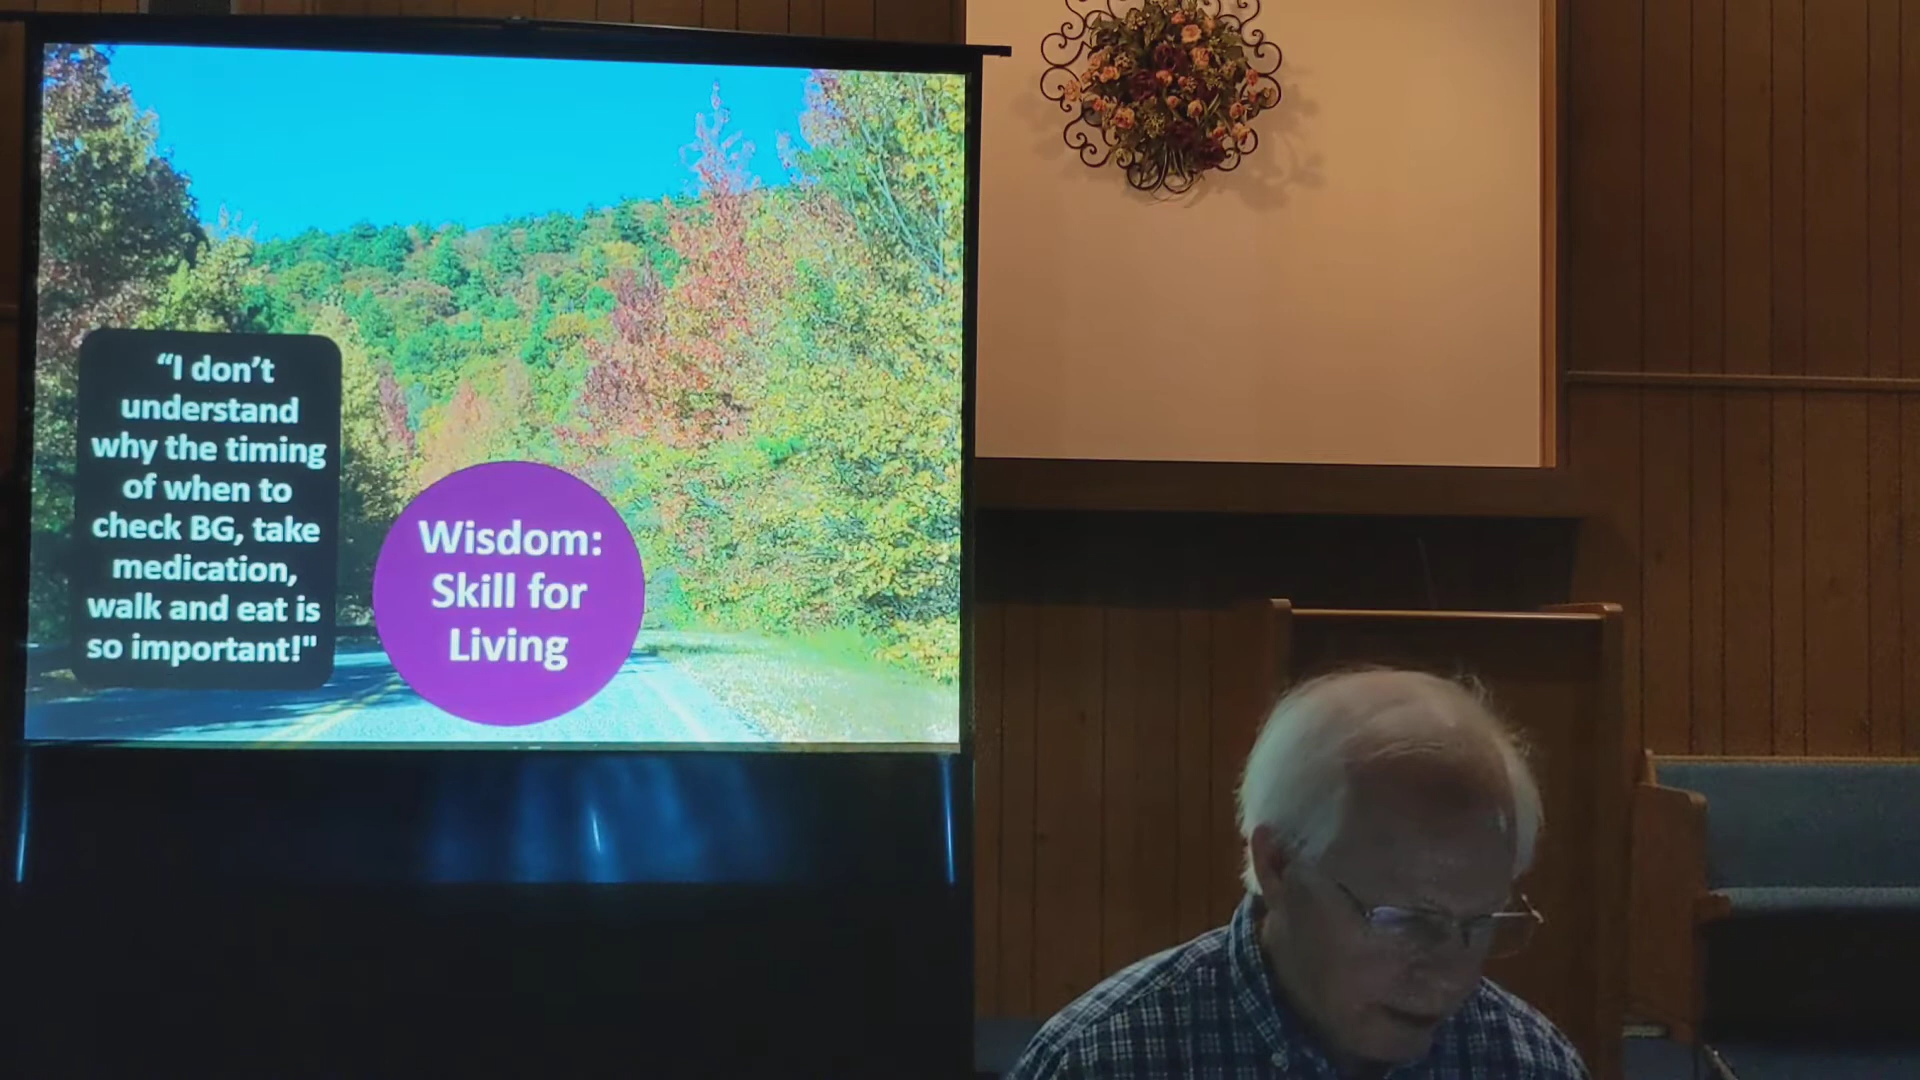 “I don’t
understand
why the timing
of when to
check BG, take
medication,
walk and eat is
so important!"
Wisdom:
Skill for
Living